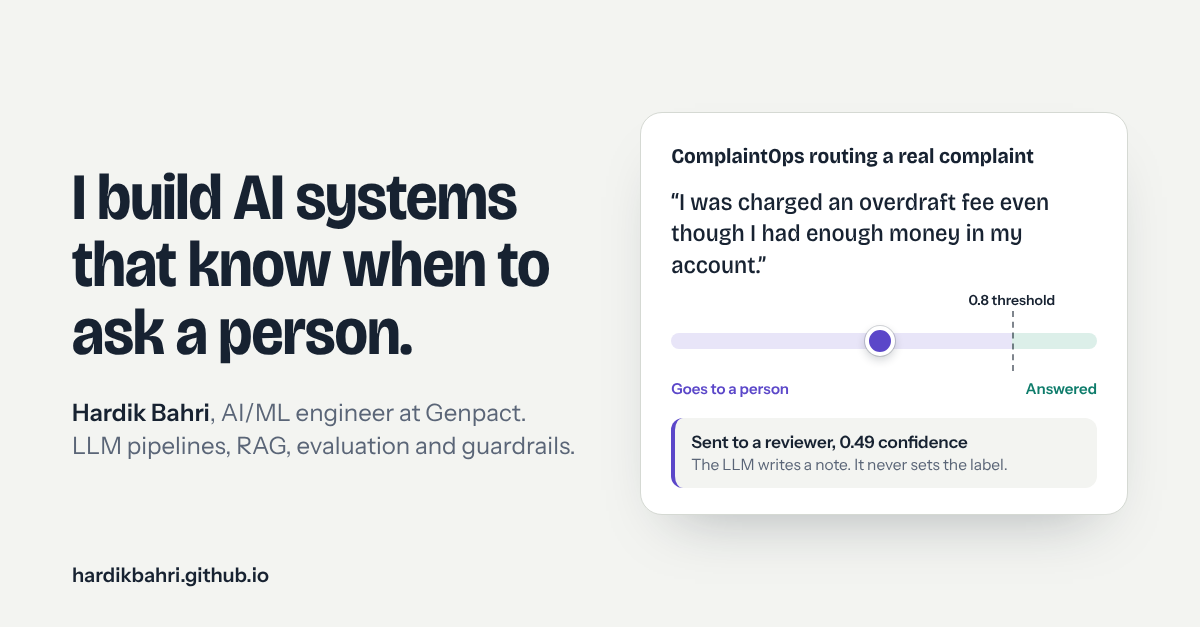 I build AI systems
that know when to
ask a person.
Hardik Bahri, AI/ML engineer at Genpact.
LLM pipelines, RAG, evaluation and guardrails.
hardikbahri.github.io
ComplaintOps routing a real complaint
“I was charged an overdraft fee even
though I had enough money in my
account.”
0.8 threshold
Goes to a person
Answered
Sent to a reviewer, 0.49 confidence
The LLM writes a note. It never sets the label.